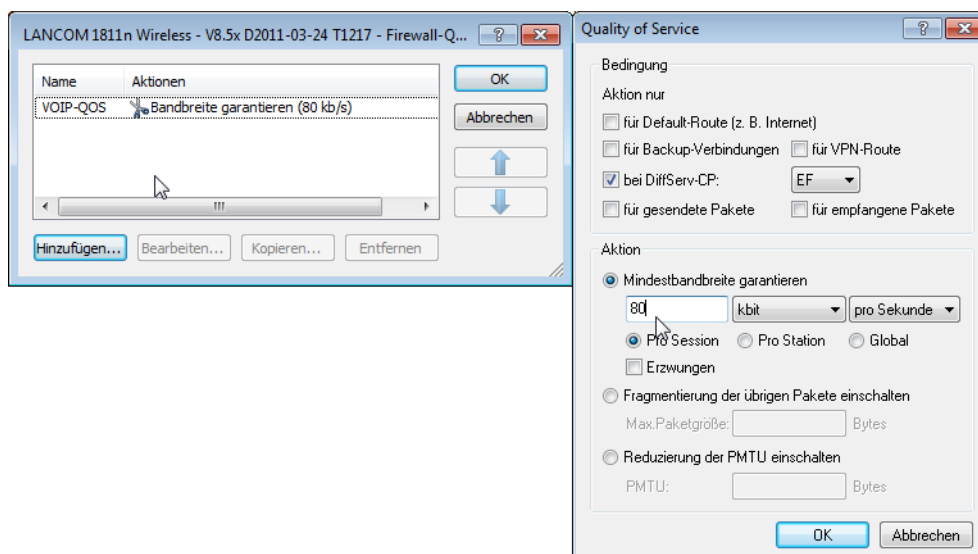 LANCOM 1811n Wireless - V8.5x D2011-03-24 T1217 - Firewall-Q...
Name Aktionen
VOIP-QOS Bandbreite garantieren (80 kb/s)
OK
Abbrechen
Hinzufügen... Bearbeiten... Kopieren... Entfernen
Quality of Service
Bedingung
Aktion nur
für Default-Route (z. B. Internet)
für Backup-Verbindungen für VPN-Route
bei DiffServ-CP: EF
für gesendete Pakete für empfangene Pakete
Aktion
Mindestbandbreite garantieren
80 kbit pro Sekunde
Pro Session Pro Station Global
Erzwungen
Fragmentierung der übrigen Pakete einschalten
Max.Paketgröße: Bytes
Reduzierung der PMTU einschalten
PMTU: Bytes
OK Abbrechen